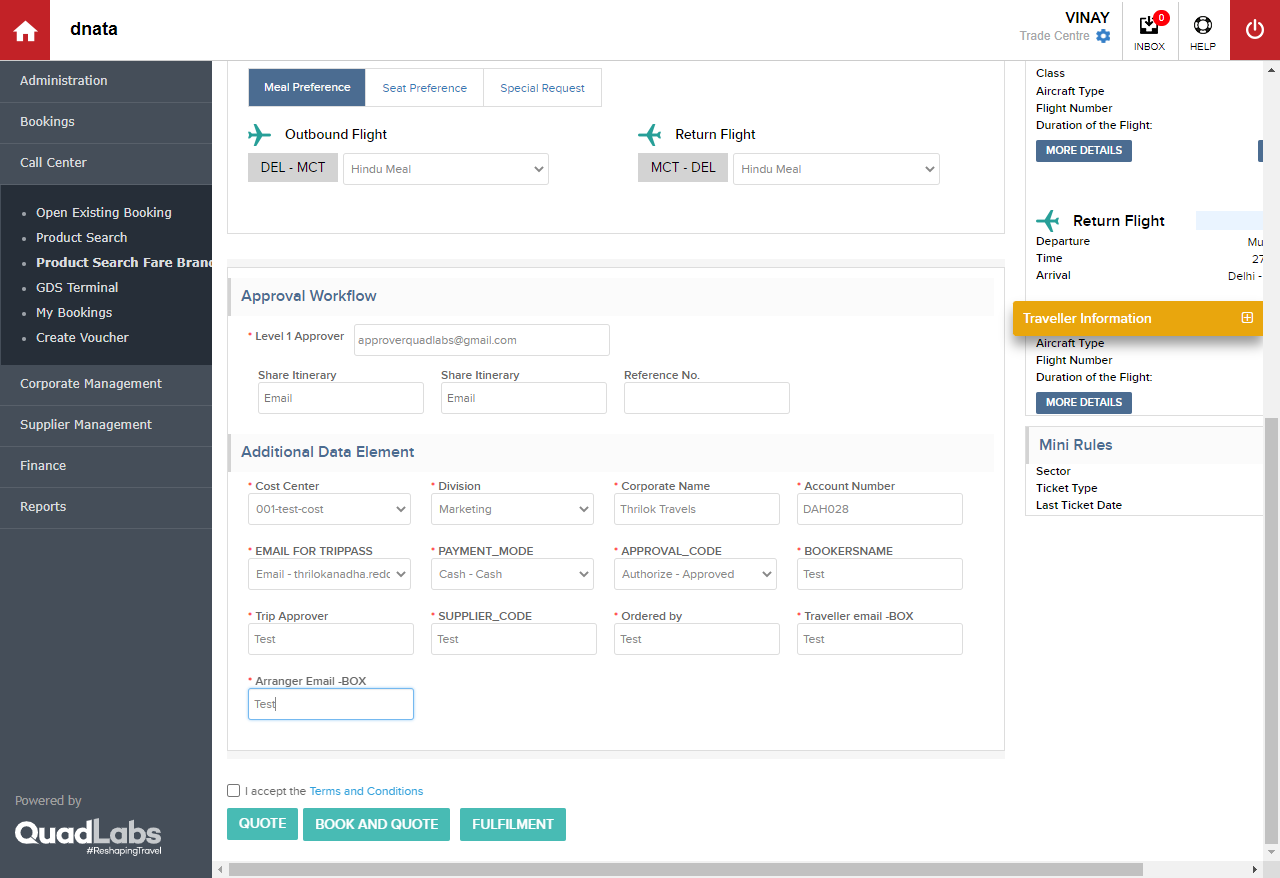 dnata
VINAY
Trade Centre
0
INBOX
HELP
Administration
Bookings
Call Center
Open Existing Booking
Product Search
Product Search Fare Bran
GDS Terminal
My Bookings
Create Voucher
Corporate Management
Supplier Management
Finance
Reports
Powered by
QuadLabs
#ReshapingTravel
Meal Preference
Seat Preference
Special Request
Outbound Flight
Return Flight
DEL - MCT
Hindu Meal
MCT - DEL
Hindu Meal
Approval Workflow
* Level 1 Approver
approverquadlabs@gmail.com
Share Itinerary
Share Itinerary
Reference No.
Email
Email
Additional Data Element
* Cost Center
* Division
* Corporate Name
* Account Number
001-test-cost
Marketing
Thrilok Travels
DAH028
* EMAIL FOR TRIPPASS
* PAYMENT_MODE
* APPROVAL_CODE
* BOOKERSNAME
Email - thrilokanadha.redd
Cash - Cash
Authorize - Approved
Test
* Trip Approver
* SUPPLIER_CODE
* Ordered by
* Traveller email -BOX
Test
Test
Test
Test
* Arranger Email -BOX
Test
I accept the Terms and Conditions
QUOTE
BOOK AND QUOTE
FULFILMENT
Class
Aircraft Type
Flight Number
Duration of the Flight:
MORE DETAILS
Return Flight
Departure
Mu
Time
27
Arrival
Delhi -
Traveller Information
Aircraft Type
Flight Number
Duration of the Flight:
MORE DETAILS
Mini Rules
Sector
Ticket Type
Last Ticket Date